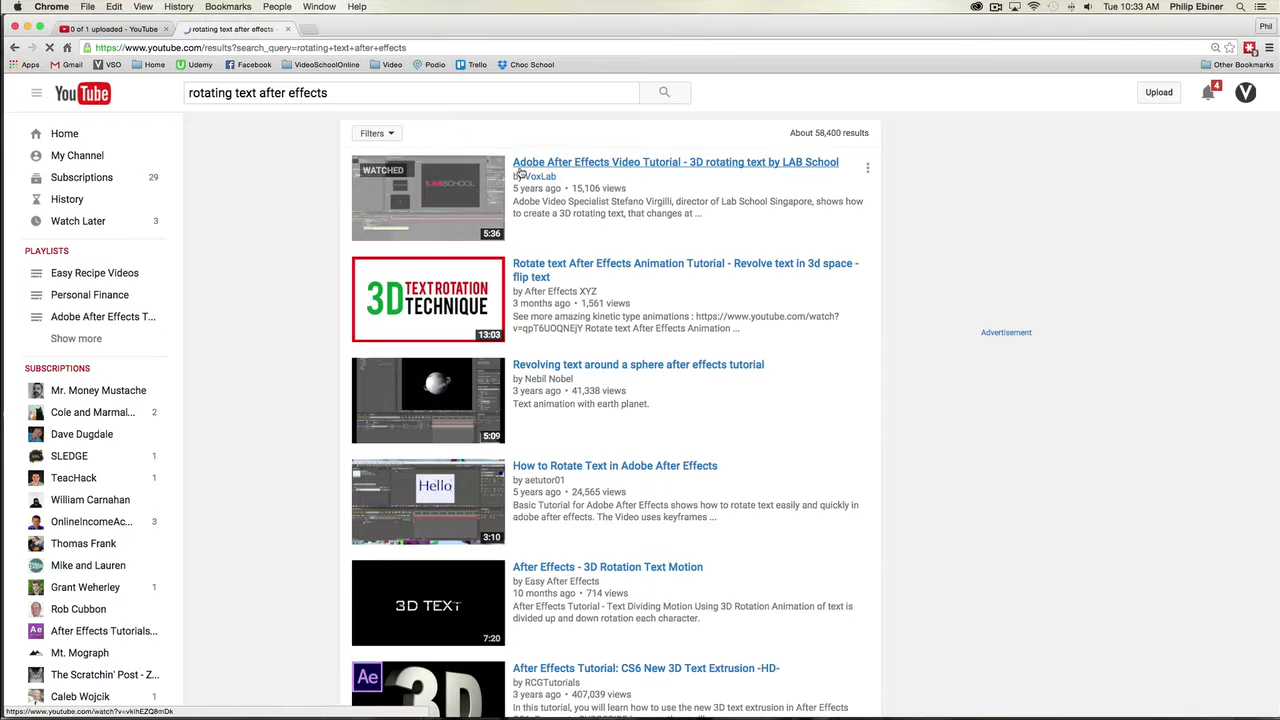 Chrome File Edit View History Bookmarks People Window Help Tue 10:33 AM Philip Ebiner
0 of 1 uploaded - YouTube rotating text after effects - Phil
https://www.youtube.com/results?search_query=rotating+text+after+effects
Apps Gmail VSO Home Udemy Facebook VideoSchoolOnline Video Podio Trello Choc School Other Bookmarks
YouTube rotating text after effects Upload 4 V
Home
My Channel
Subscriptions 29
History
Watch Later 3
PLAYLISTS
Easy Recipe Videos
Personal Finance
Adobe After Effects T...
Show more
SUBSCRIPTIONS
Mr. Money Mustache
Cole and Marmal... 2
Dave Dugdale
SLEDGE 1
TeacHack 1
William Carnahan
OnlineIncomeAc... 3
Thomas Frank
Mike and Lauren
Grant Weherley 1
Rob Cubbon
Ae After Effects Tutorials...
Mt. Mograph
The Scratchin' Post - Z...
Caleb Wojcik
Filters About 58,400 results
WATCHED
LABSCHOOL
5:36
Adobe After Effects Video Tutorial - 3D rotating text by LAB School
by VoxLab
5 years ago • 15,106 views
Adobe Video Specialist Stefano Virgilli, director of Lab School Singapore, shows how
to create a 3D rotating text, that changes at ...
3D TEXT ROTATION
TECHNIQUE
13:03
Rotate text After Effects Animation Tutorial - Revolve text in 3d space -
flip text
by After Effects XYZ
3 months ago • 1,561 views
See more amazing kinetic type animations : https://www.youtube.com/watch?
v=qpT6UOQNEjY Rotate text After Effects Animation ...
Advertisement
5:09
Revolving text around a sphere after effects tutorial
by Nebil Nobel
3 years ago • 41,338 views
Text animation with earth planet.
Hello
3:10
How to Rotate Text in Adobe After Effects
by aetutor01
5 years ago • 24,565 views
Basic Tutorial for Adobe After Effects shows how to rotate text easily and quickly in
adobe after effects. The Video uses keyframes ...
3D TEXT
7:20
After Effects - 3D Rotation Text Motion
by Easy After Effects
10 months ago • 714 views
After Effects Tutorial - Text Dividing Motion Using 3D Rotation Animation of text is
divided up and down rotation each character.
Ae
3D
After Effects Tutorial: CS6 New 3D Text Extrusion -HD-
by RCGTutorials
3 years ago • 407,039 views
In this tutorial, you will learn how to use the new 3D text extrusion in After Effects
https://www.youtube.com/watch?v=vklhEZQ8mDk